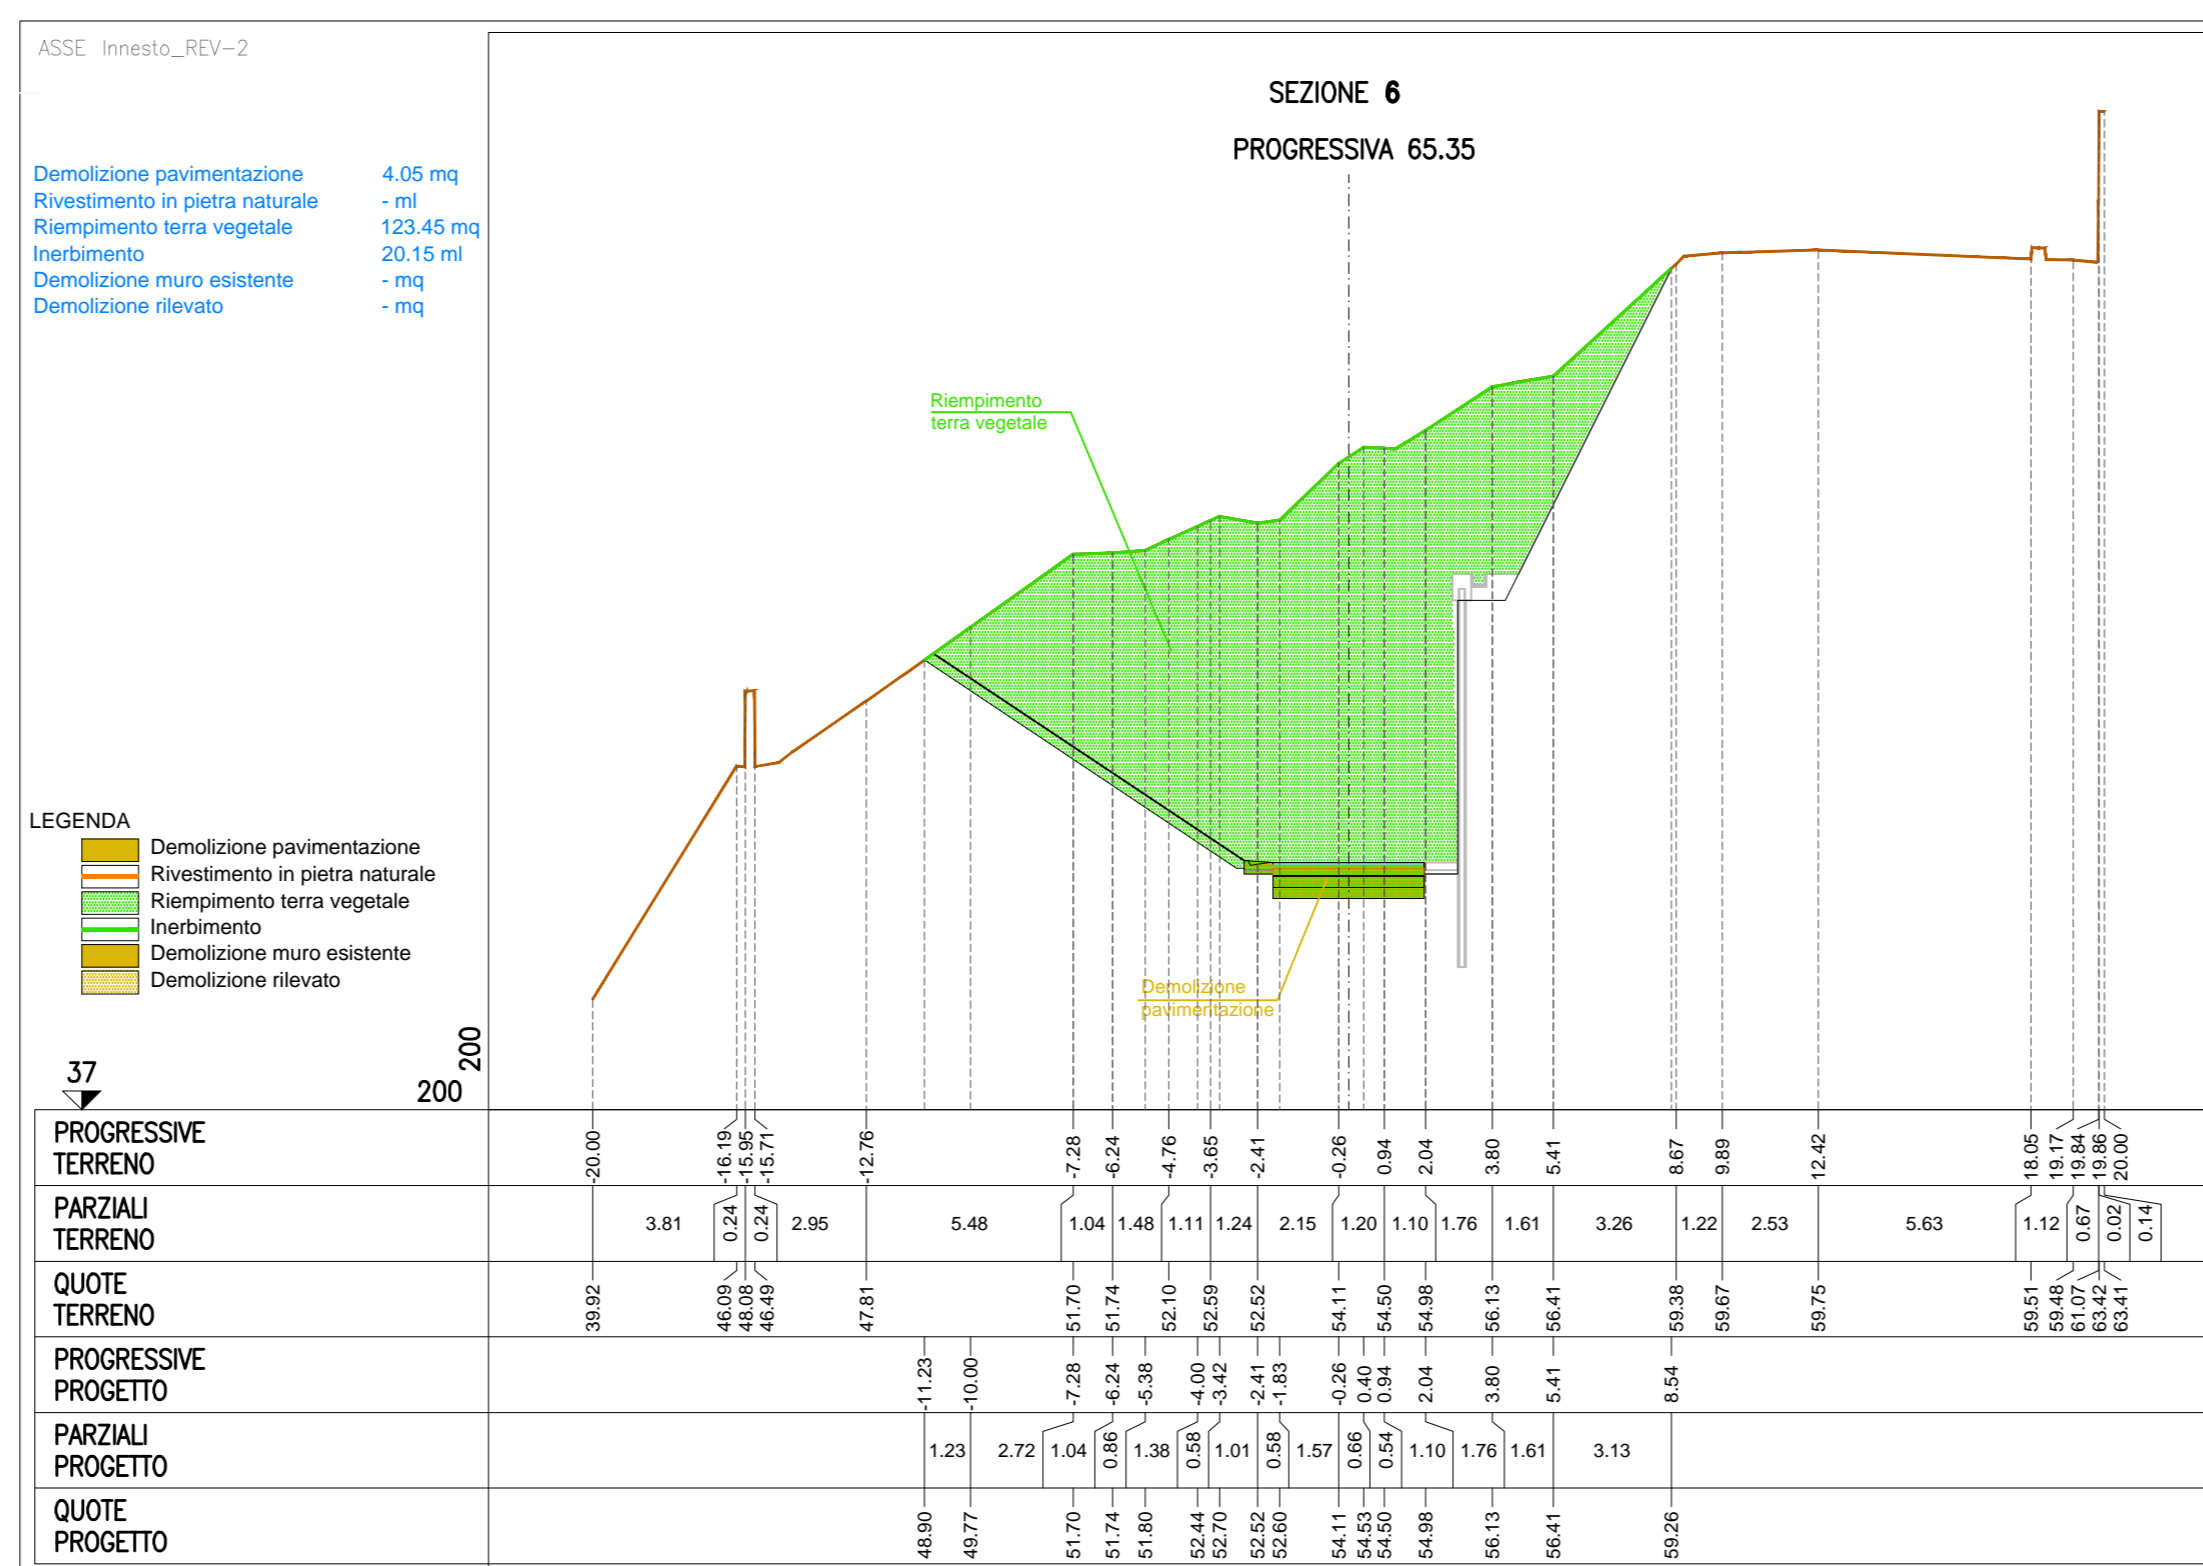 ASSE Innesto_REV-2
SEZIONE 6
PROGRESSIVA 65.35
Demolizione pavimentazione 4.05 mq
Rivestimento in pietra naturale - ml
Riempimento terra vegetale 123.45 mq
Inerbimento 20.15 ml
Demolizione muro esistente - mq
Demolizione rilevato - mq
Riempimento
terra vegetale
LEGENDA
Demolizione pavimentazione
Rivestimento in pietra naturale
Riempimento terra vegetale
Inerbimento
Demolizione muro esistente
Demolizione rilevato
Demolizione
pavimentazione
37
200
200
PROGRESSIVE
TERRENO
-20.00 -16.19 -15.95 -15.71 -12.76 -7.28 -6.24 -4.76 -3.65 -2.41 -0.26 0.94 2.04 3.80 5.41 8.67 9.89 12.42 18.05 19.17 19.84 19.86 20.00
PARZIALI
TERRENO
3.81 0.24 0.24 2.95 5.48 1.04 1.48 1.11 1.24 2.15 1.20 1.10 1.76 1.61 3.26 1.22 2.53 5.63 1.12 0.67 0.02 0.14
QUOTE
TERRENO
39.92 46.09 48.08 46.49 47.81 51.70 51.74 52.10 52.59 52.52 54.11 54.50 54.98 56.13 56.41 59.38 59.67 59.75 59.51 59.48 61.07 63.42 63.41
PROGRESSIVE
PROGETTO
-11.23 -10.00 -7.28 -6.24 -5.38 -4.00 -3.42 -2.41 -1.83 -0.26 0.40 0.94 2.04 3.80 5.41 8.54
PARZIALI
PROGETTO
1.23 2.72 1.04 0.86 1.38 0.58 1.01 0.58 1.57 0.66 0.54 1.10 1.76 1.61 3.13
QUOTE
PROGETTO
48.90 49.77 51.70 51.74 51.80 52.44 52.70 52.52 52.60 54.11 54.53 54.50 54.98 56.13 56.41 59.26